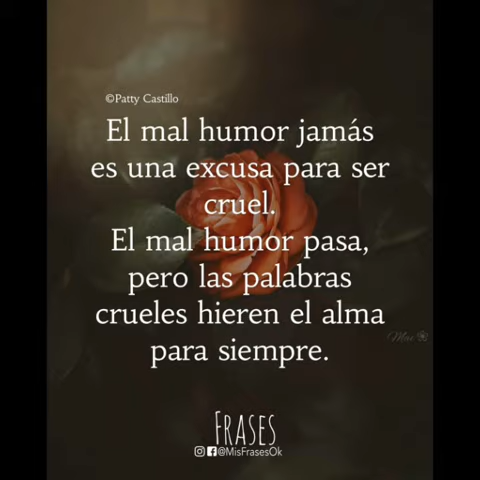 ©Patty Castillo
El mal humor jamás
es una excusa para ser
cruel.
El mal humor pasa,
pero las palabras
crueles hieren el alma
para siempre.
Mar
FRASES
@MisFrasesOk